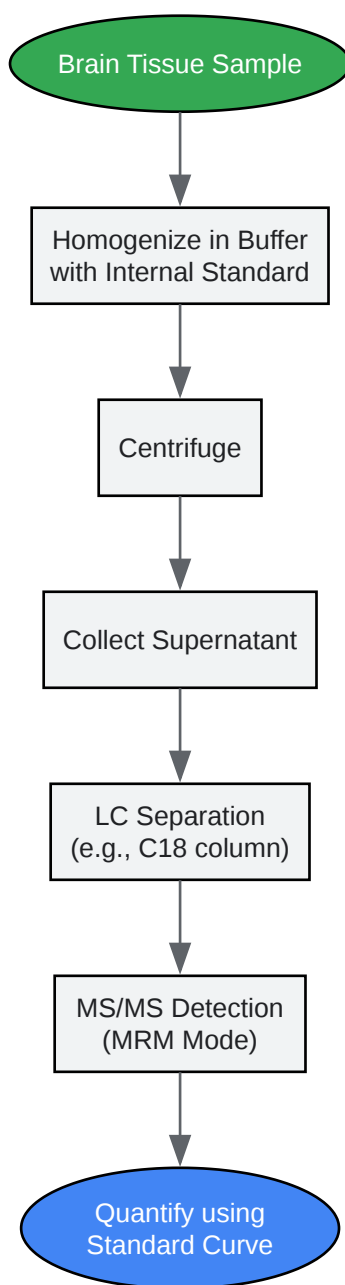 Brain Tissue Sample
Homogenize in Buffer
with Internal Standard
Centrifuge
Collect Supernatant
LC Separation
(e.g., C18 column)
MS/MS Detection
(MRM Mode)
Quantify using
Standard Curve